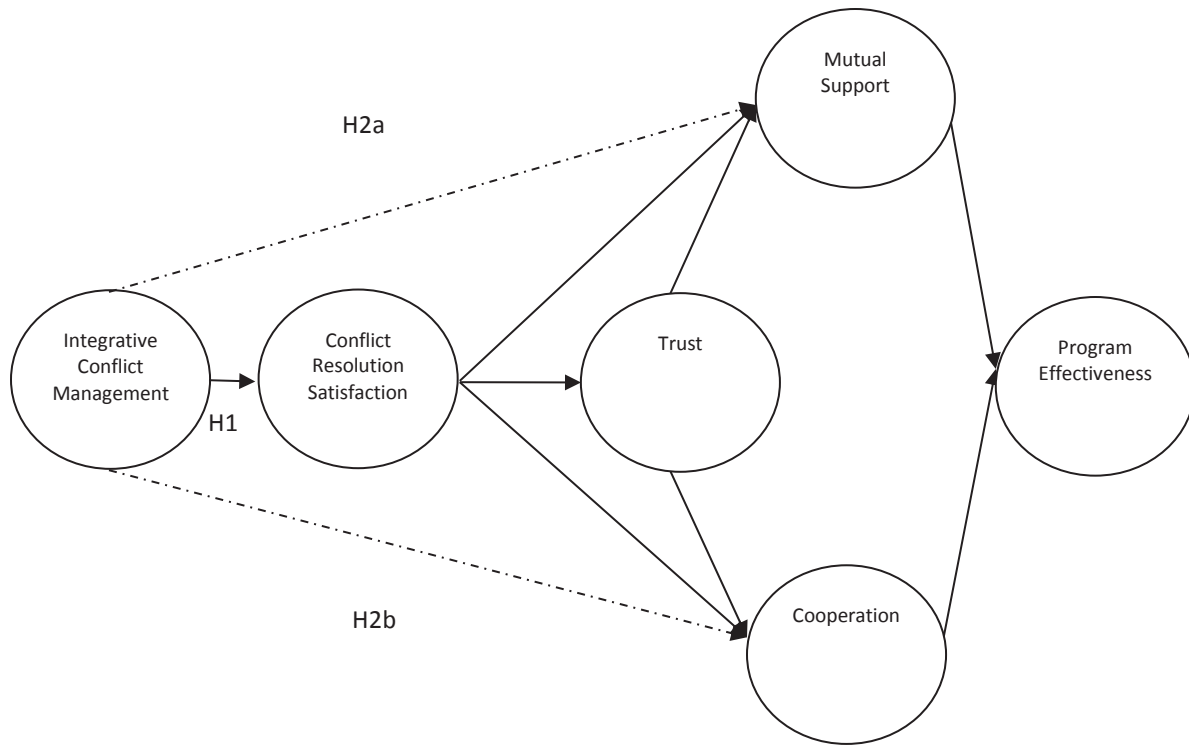 Mutual
Support
H2a
Integrative
Conflict
Management
Conflict
Resolution
Satisfaction
Trust
Program
Effectiveness
H1
H2b
Cooperation